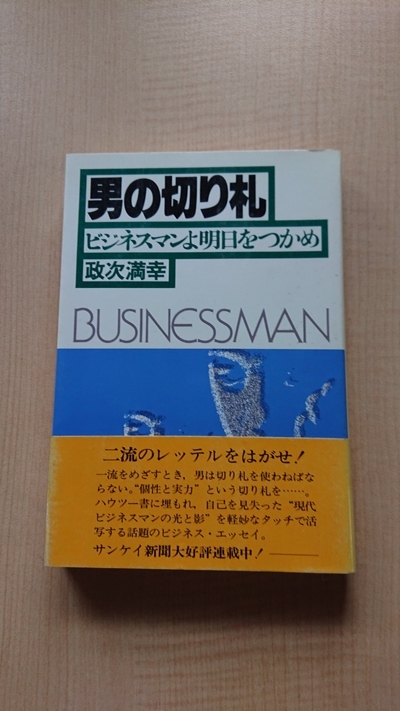 男の切り札
ビジネスマンよ明日をつかめ
政次満幸
BUSINESSMAN
二流のレッテルをはがせ!
一流をめざすとき,男は切り札を使わねばな
らない。“個性と実力”という切り札を……。
ハウツー書に埋もれ,自己を見失った“現代
ビジネスマンの光と影”を軽妙なタッチで活
写する話題のビジネス・エッセイ。
サンケイ新聞大好評連載中!